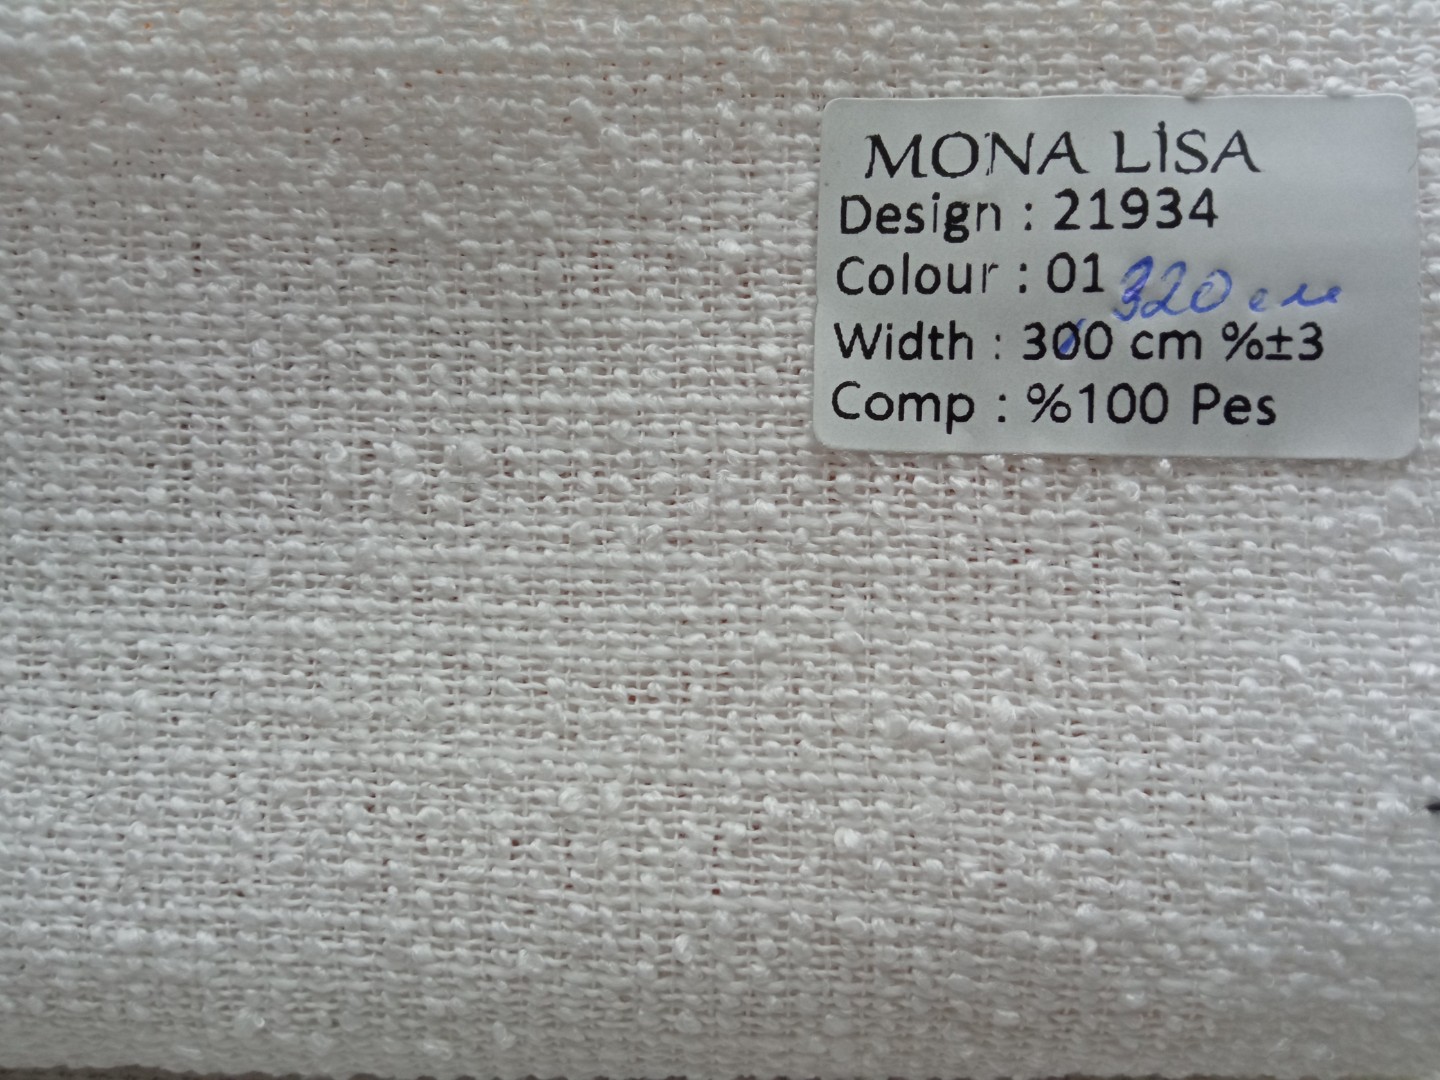 MONA LİSA
Design : 21934
Colour : 01 320 см
Width : 300 cm %±3
Comp : %100 Pes